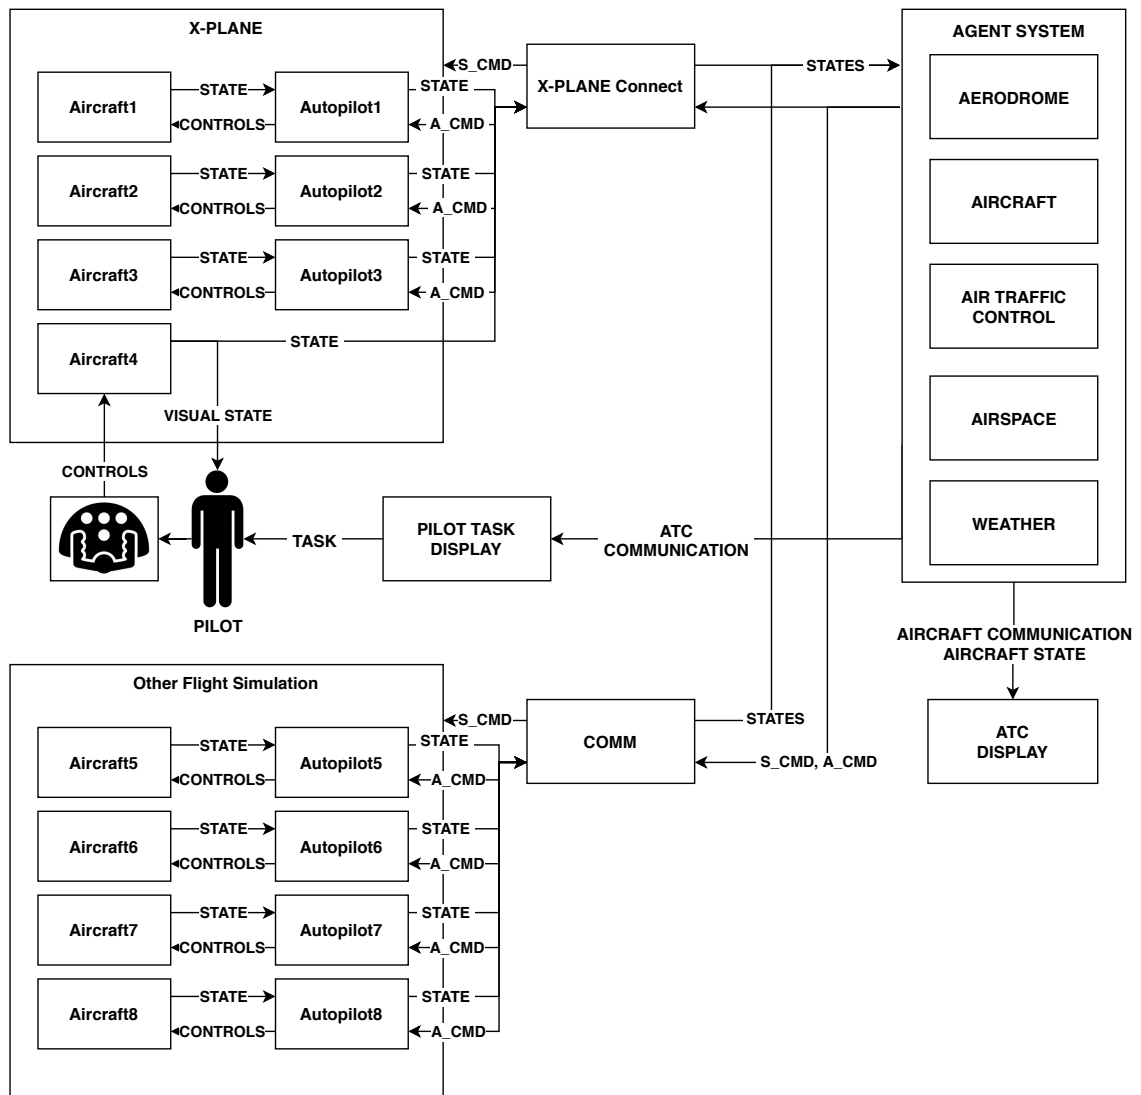 X-PLANE
AGENT SYSTEM
S_CMD
X-PLANE Connect
STATES
AERODROME
Aircraft1
STATE
CONTROLS
Autopilot1
STATE
A_CMD
Aircraft2
STATE
CONTROLS
Autopilot2
STATE
A_CMD
AIRCRAFT
Aircraft3
STATE
CONTROLS
Autopilot3
STATE
A_CMD
AIR TRAFFIC
CONTROL
Aircraft4
STATE
VISUAL STATE
AIRSPACE
CONTROLS
WEATHER
TASK
PILOT TASK
DISPLAY
ATC
COMMUNICATION
PILOT
AIRCRAFT COMMUNICATION
AIRCRAFT STATE
ATC
DISPLAY
Other Flight Simulation
S_CMD
COMM
STATES
S_CMD, A_CMD
Aircraft5
STATE
CONTROLS
Autopilot5
STATE
A_CMD
Aircraft6
STATE
CONTROLS
Autopilot6
STATE
A_CMD
Aircraft7
STATE
CONTROLS
Autopilot7
STATE
A_CMD
Aircraft8
STATE
CONTROLS
Autopilot8
STATE
A_CMD